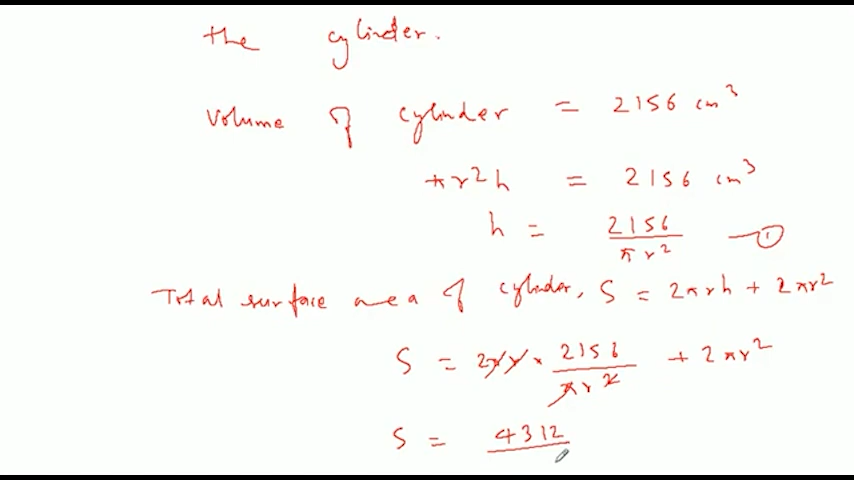 the cylinder.
Volume of cylinder = 2156 cm³
πr²h = 2156 cm³
h = 2156/πr² —①
Total surface area of cylinder, S = 2πrh + 2πr²
S = 2πr × 2156/πr² + 2πr²
S = 4312